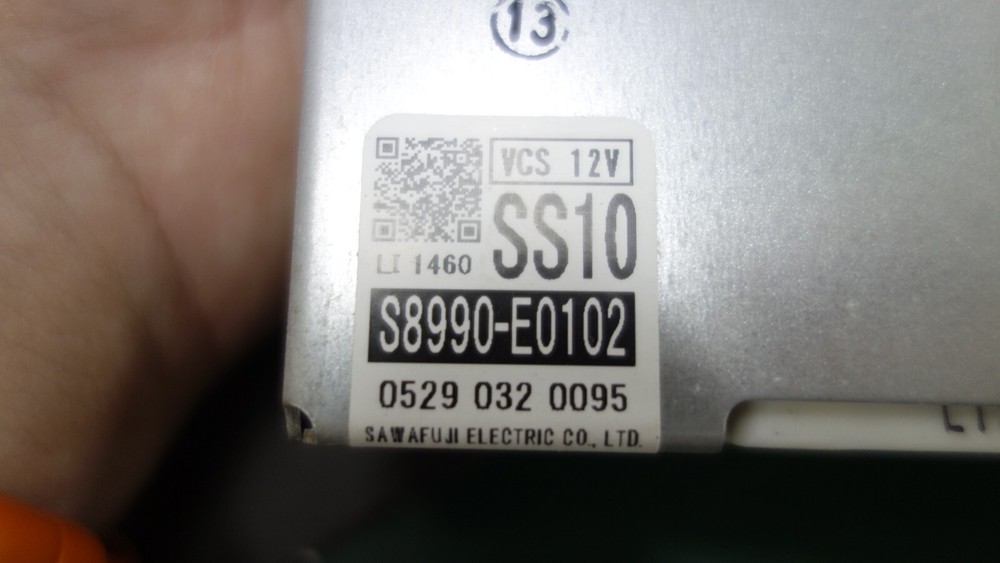 13
VCS 12V
SS10
LI 1460
S8990-E0102
0529 032 0095
SAWAFUJI ELECTRIC CO., LTD.